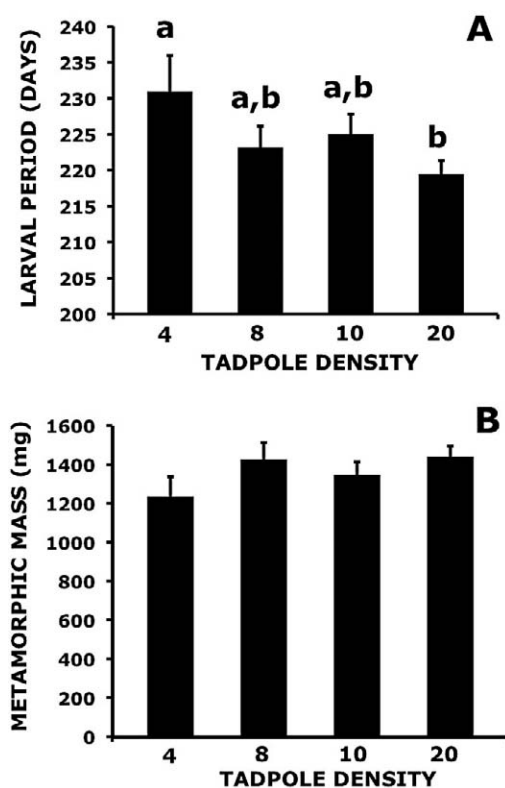 A
LARVAL PERIOD (DAYS)
240
235
230
225
220
215
210
205
200
a
a,b
a,b
b
4 8 10 20
TADPOLE DENSITY
B
METAMORPHIC MASS (mg)
1600
1400
1200
1000
800
600
400
200
0
4 8 10 20
TADPOLE DENSITY